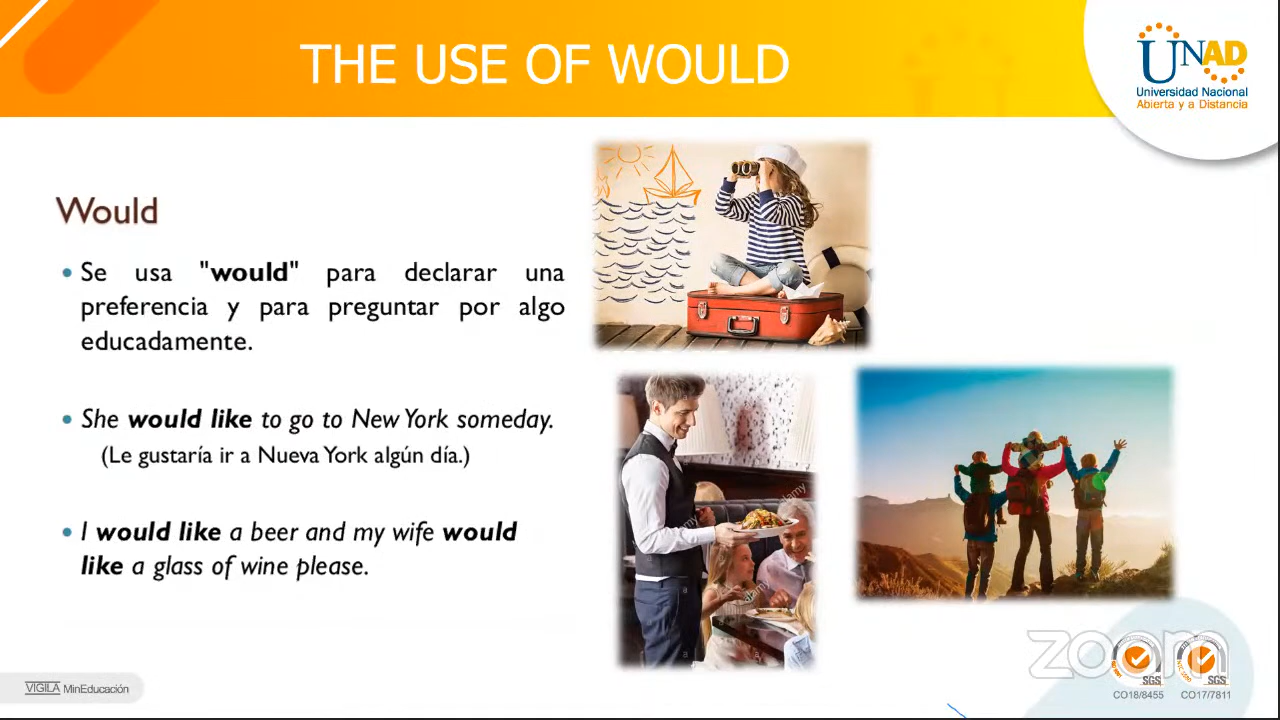 THE USE OF WOULD
UNAD
Universidad Nacional
Abierta y a Distancia
Would
• Se usa "would" para declarar una
preferencia y para preguntar por algo
educadamente.
• She would like to go to New York someday.
(Le gustaría ir a Nueva York algún día.)
• I would like a beer and my wife would
like a glass of wine please.
VIGILA MinEducación
zoom
SGS
SGS
CO18/8455
CO17/7811